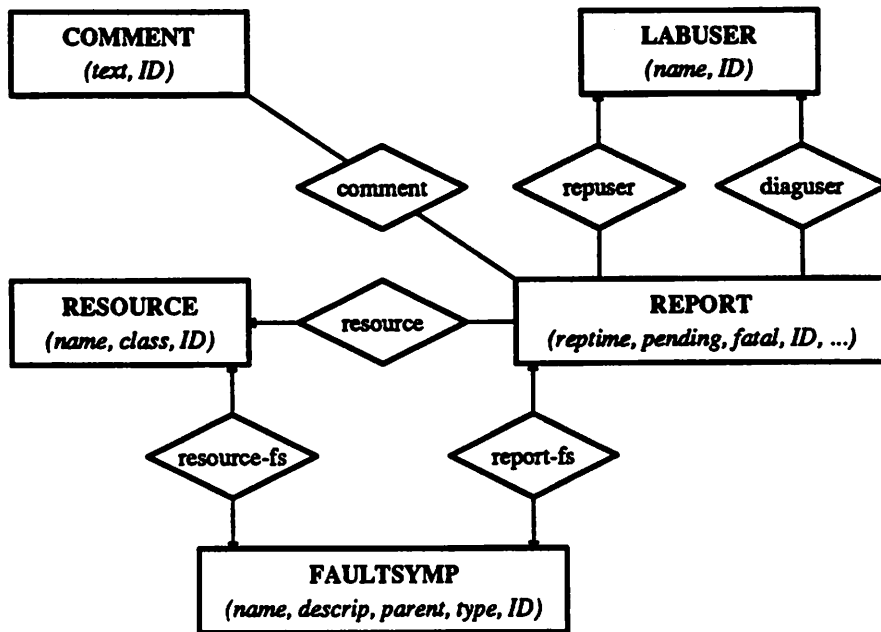 COMMENT
(text, ID)
LABUSER
(name, ID)
comment
repuser
diaguser
RESOURCE
(name, class, ID)
resource
REPORT
(reptime, pending, fatal, ID, ...)
resource-fs
report-fs
FAULTSYMP
(name, descrip, parent, type, ID)